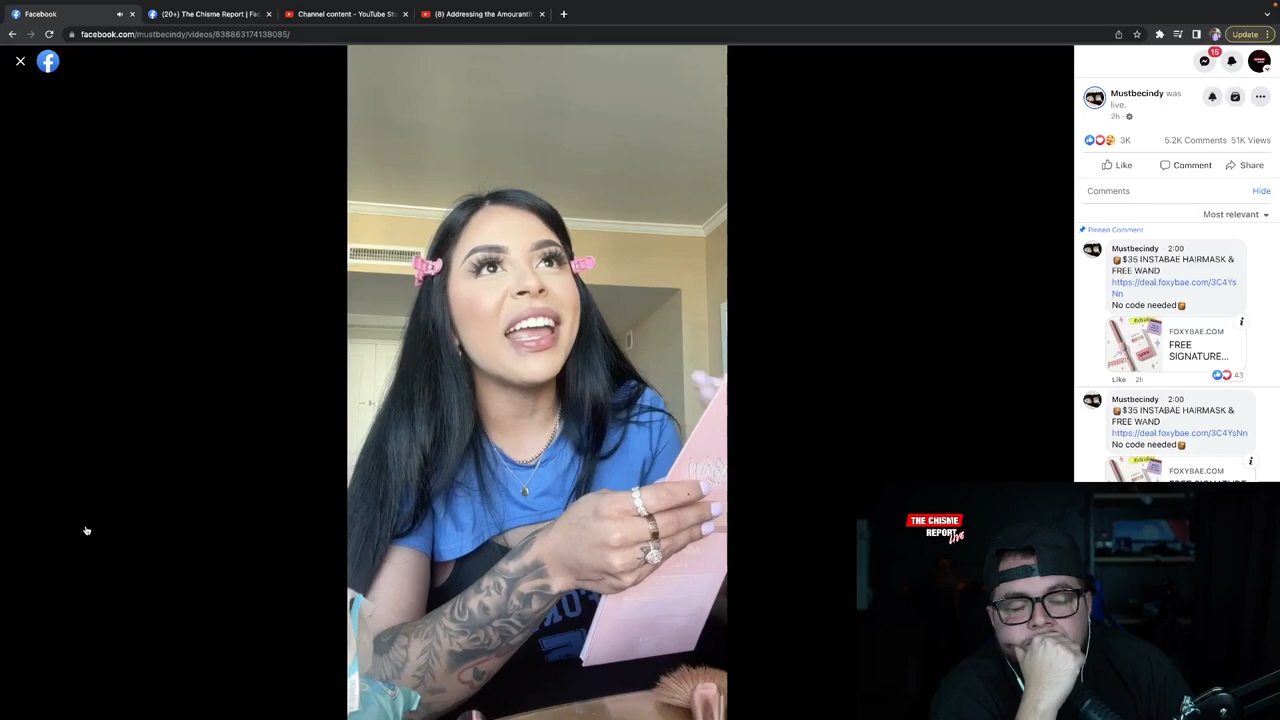 Facebook
(20+) The Chisme Report | Fac
Channel content - YouTube St
(8) Addressing the Amouranth
facebook.com/mustbecindy/videos/838863174138085/
Update
15
Mustbecindy was
live.
2h
3K
5.2K Comments 51K Views
Like
Comment
Share
Comments
Hide
Most relevant
Pinned Comment
Mustbecindy · 2:00
$35 INSTABAE HAIRMASK &
FREE WAND
https://deal.foxybae.com/3C4Ys
Nn
No code needed
FOXYBAE.COM
FREE
SIGNATURE...
43
Like 2h
Mustbecindy · 2:00
$35 INSTABAE HAIRMASK &
FREE WAND
https://deal.foxybae.com/3C4YsNn
No code needed
FOXYBAE.COM
THE CHISME
REPORT
Live